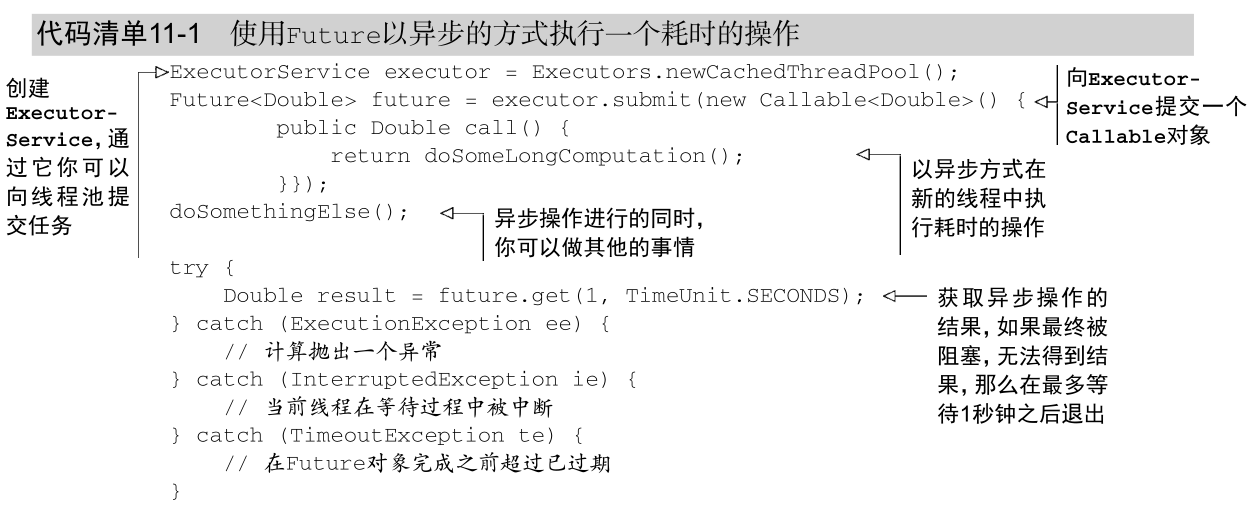 代码清单11-1 使用Future以异步的方式执行一个耗时的操作
创建
Executor-
Service，通
过它你可以
向线程池提
交任务
ExecutorService executor = Executors.newCachedThreadPool();
Future<Double> future = executor.submit(new Callable<Double>() {
向Executor-
Service提交一个
Callable对象
public Double call() {
return doSomeLongComputation();
以异步方式在
新的线程中执
行耗时的操作
}});
doSomethingElse();
异步操作进行的同时，
你可以做其他的事情
try {
Double result = future.get(1, TimeUnit.SECONDS);
获取异步操作的
结果，如果最终被
阻塞，无法得到结
果，那么在最多等
待1秒钟之后退出
} catch (ExecutionException ee) {
// 计算抛出一个异常
} catch (InterruptedException ie) {
// 当前线程在等待过程中被中断
} catch (TimeoutException te) {
// 在Future对象完成之前超过已过期
}